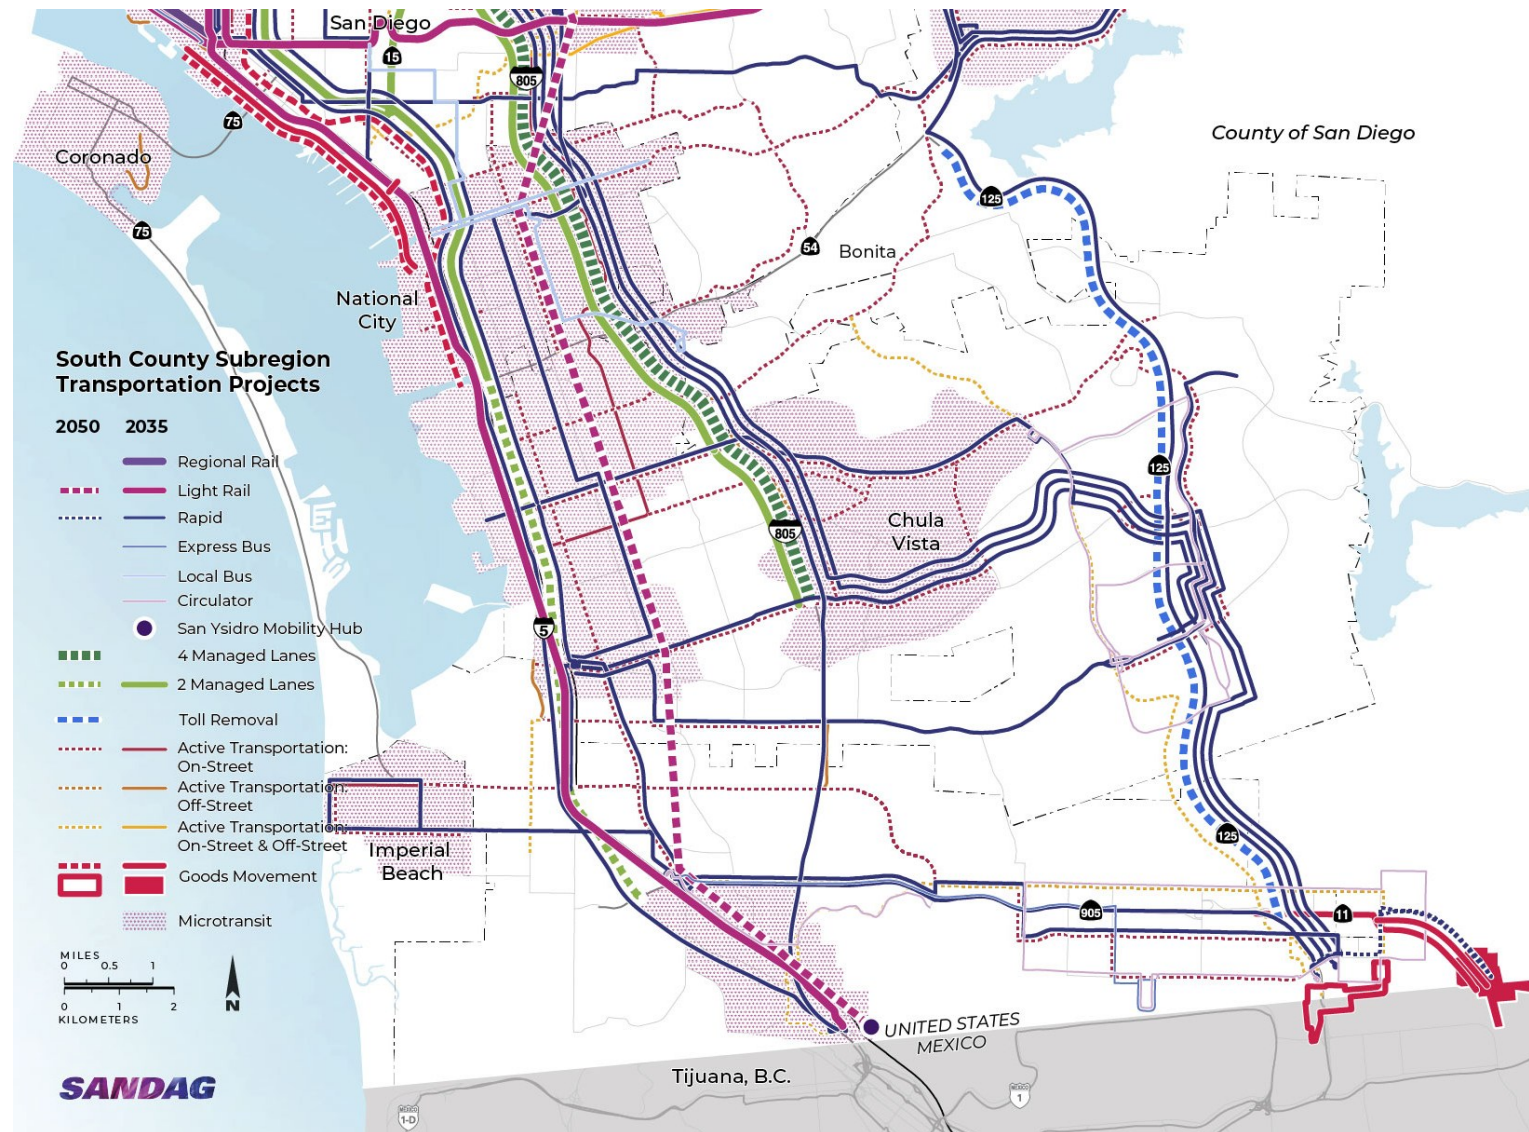 San Diego
15
805
County of San Diego
75
Coronado
125
75
54
Bonita
National
City
South County Subregion
Transportation Projects
2050 2035
Regional Rail
Light Rail
Rapid
Express Bus
Local Bus
Circulator
San Ysidro Mobility Hub
4 Managed Lanes
2 Managed Lanes
Toll Removal
Active Transportation:
On-Street
Active Transportation:
Off-Street
Active Transportation:
On-Street & Off-Street
Goods Movement
Microtransit
125
Chula
Vista
805
5
125
Imperial
Beach
905
11
MILES
0 0.5 1
0 1 2
KILOMETERS
N
UNITED STATES
MEXICO
Tijuana, B.C.
SANDAG
MEXICO
1-D
MEXICO
1